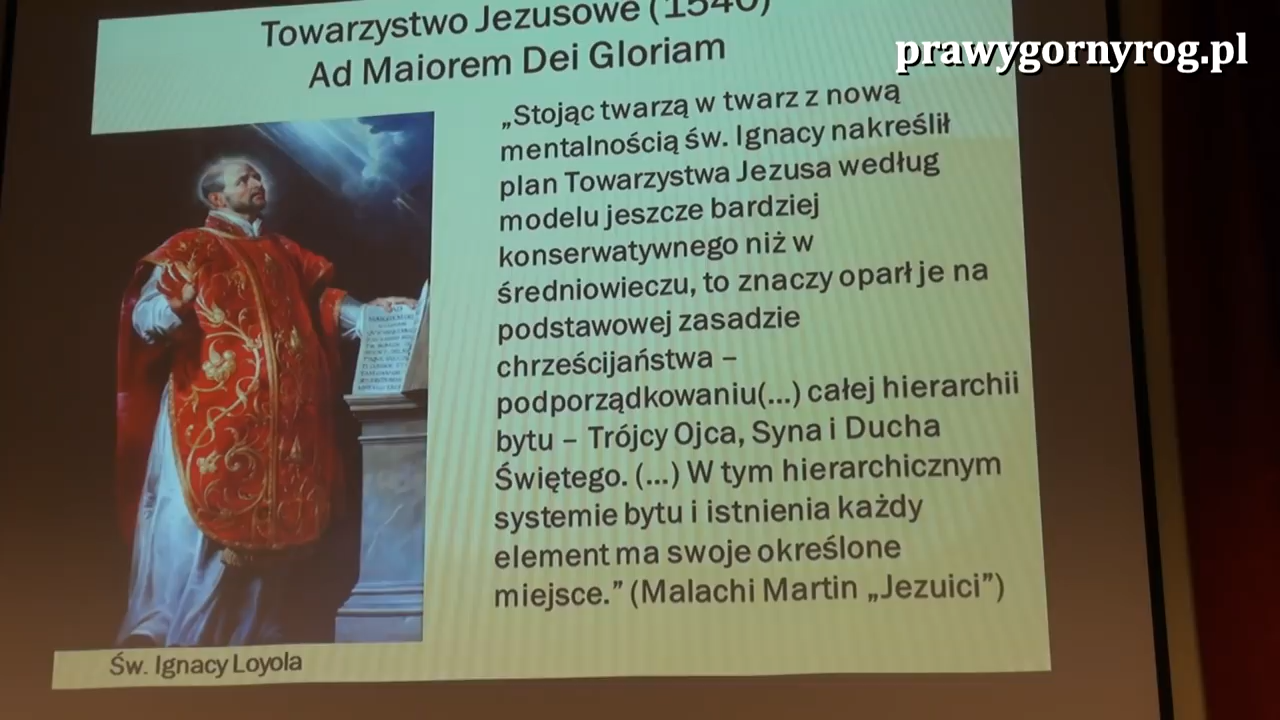 Towarzystwo Jezusowe (1540)
Ad Maiorem Dei Gloriam
prawygornyrog.pl
„Stojąc twarzą w twarz z nową
mentalnością św. Ignacy nakreślił
plan Towarzystwa Jezusa według
modelu jeszcze bardziej
konserwatywnego niż w
średniowieczu, to znaczy oparł je na
podstawowej zasadzie
chrześcijaństwa –
podporządkowaniu(...) całej hierarchii
bytu – Trójcy Ojca, Syna i Ducha
Świętego. (...) W tym hierarchicznym
systemie bytu i istnienia każdy
element ma swoje określone
miejsce.” (Malachi Martin „Jezuici”)
Św. Ignacy Loyola